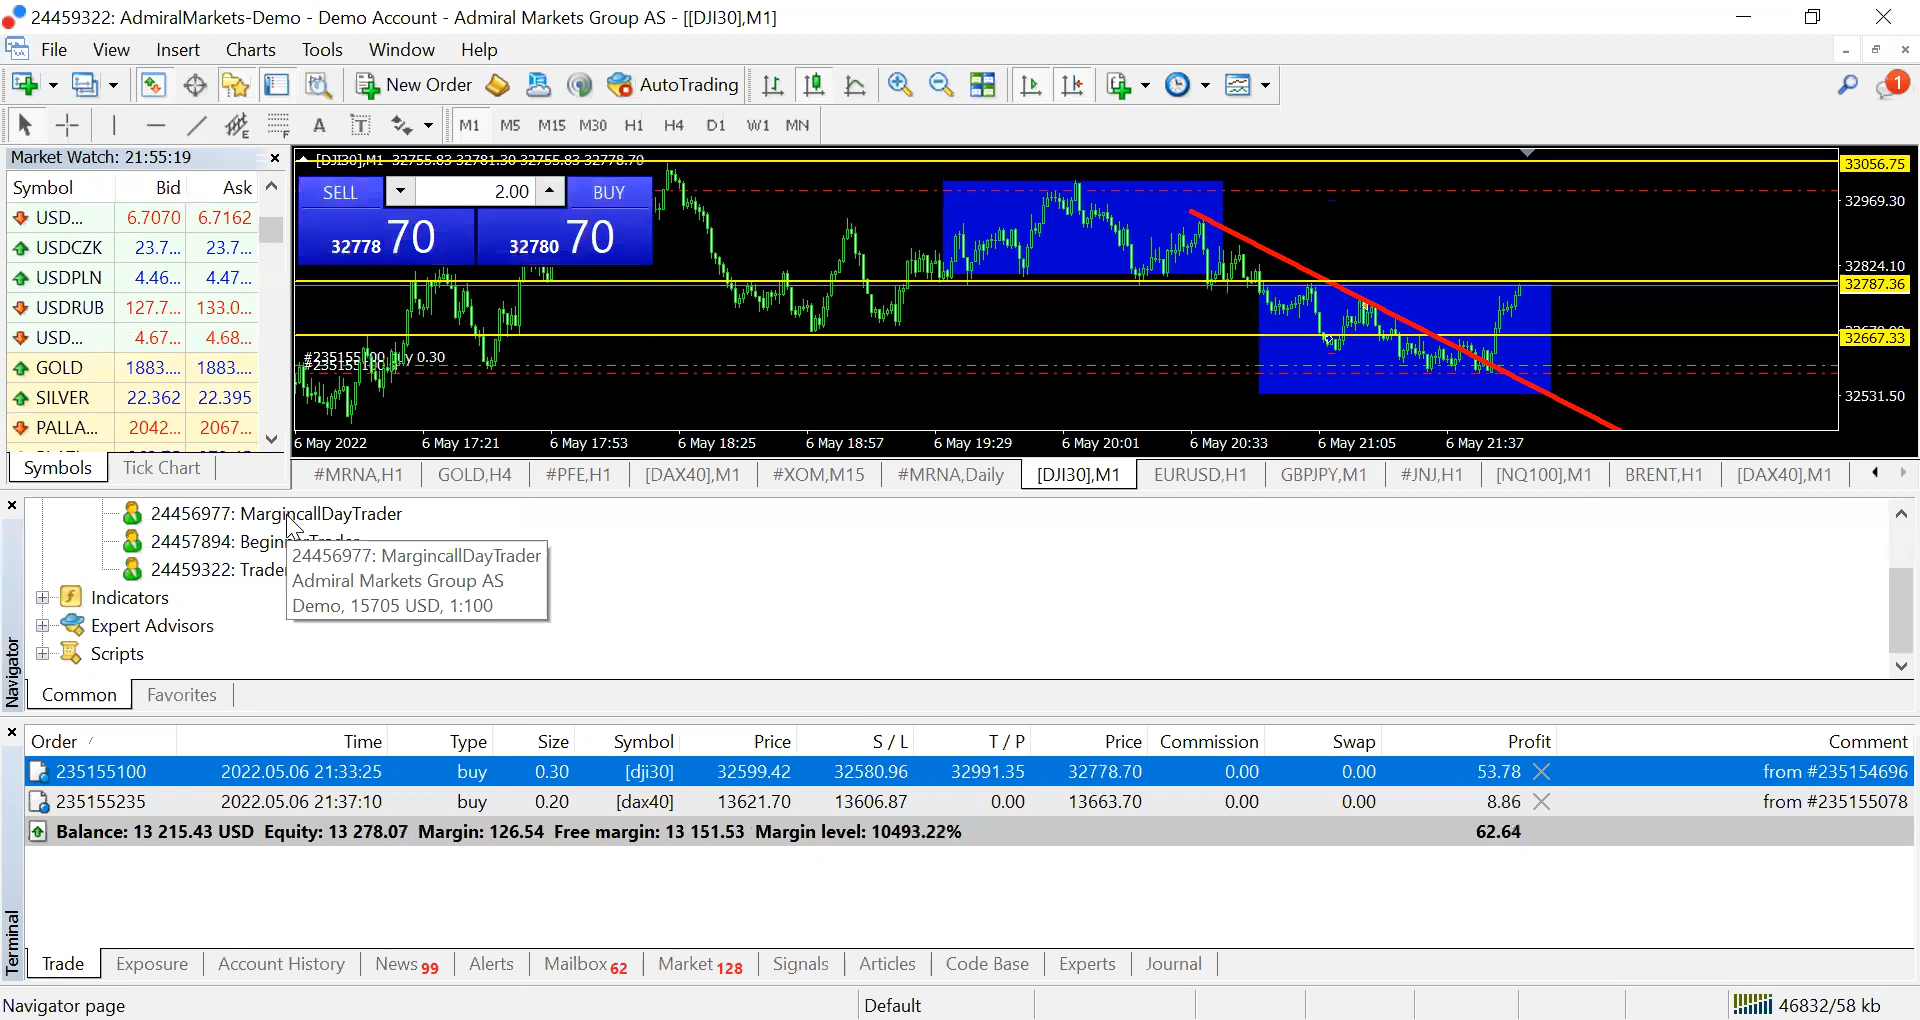 24459322: AdmiralMarkets-Demo - Demo Account - Admiral Markets Group AS - [[DJI30],M1]
File View Insert Charts Tools Window Help
New Order AutoTrading 1
A T M1 M5 M15 M30 H1 H4 D1 W1 MN
Market Watch: 21:55:19
Symbol Bid Ask
USD... 6.7070 6.7162
USDCZK 23.7... 23.7...
USDPLN 4.46... 4.47...
USDRUB 127.7... 133.0...
USD... 4.67... 4.68...
GOLD 1883.... 1883....
SILVER 22.362 22.395
PALLA... 2042... 2067...
Symbols Tick Chart
[DJI30],M1 32755.83 32781.30 32755.83 32778.70
SELL 2.00 BUY
32778 70 32780 70
#235155100 buy 0.30
33056.75
32969.30
32824.10
32787.36
32667.33
32531.50
6 May 2022 6 May 17:21 6 May 17:53 6 May 18:25 6 May 18:57 6 May 19:29 6 May 20:01 6 May 20:33 6 May 21:05 6 May 21:37
#MRNA,H1 GOLD,H4 #PFE,H1 [DAX40],M1 #XOM,M15 #MRNA,Daily [DJI30],M1 EURUSD,H1 GBPJPY,M1 #JNJ,H1 [NQ100],M1 BRENT,H1 [DAX40],M1
24456977: MargincallDayTrader
24457894:
24459322: Trader
24456977: MargincallDayTrader
Admiral Markets Group AS
Demo, 15705 USD, 1:100
Indicators
Expert Advisors
Scripts
Navigator
Common Favorites
Order Time Type Size Symbol Price S / L T / P Price Commission Swap Profit Comment
235155100 2022.05.06 21:33:25 buy 0.30 [dji30] 32599.42 32580.96 32991.35 32778.70 0.00 0.00 53.78 from #235154696
235155235 2022.05.06 21:37:10 buy 0.20 [dax40] 13621.70 13606.87 0.00 13663.70 0.00 0.00 8.86 from #235155078
Balance: 13 215.43 USD Equity: 13 278.07 Margin: 126.54 Free margin: 13 151.53 Margin level: 10493.22% 62.64
Terminal
Trade Exposure Account History News 99 Alerts Mailbox 62 Market 128 Signals Articles Code Base Experts Journal
Navigator page Default 46832/58 kb